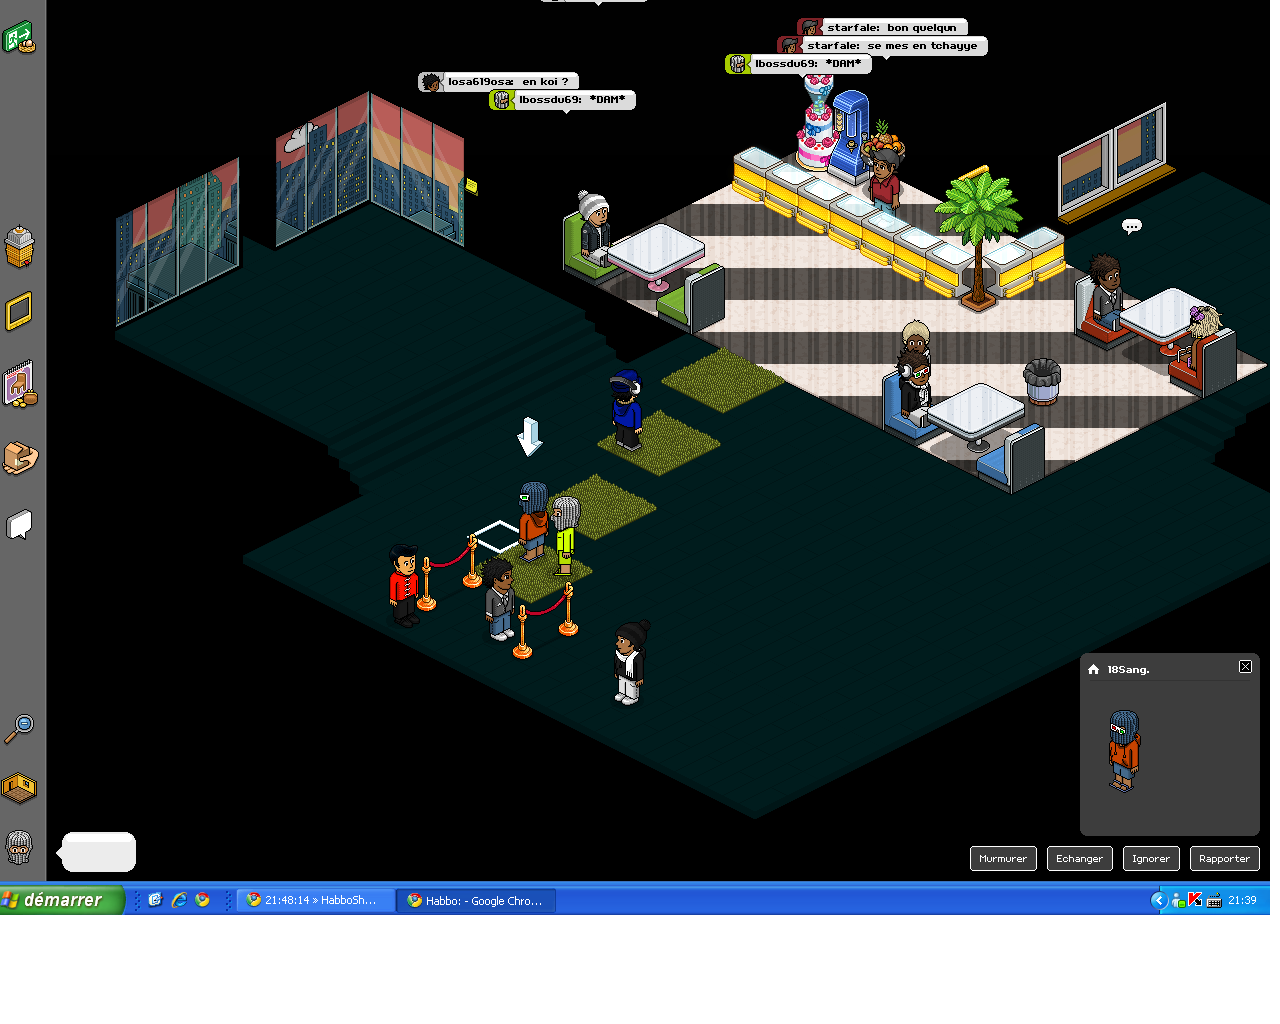 starfale: bon quelqun
starfale: se mes en tchayye
lbossdu69: *DAM*
losa619osa: en koi ?
lbossdu69: *DAM*
...
18Sang.
Murmurer
Echanger
Ignorer
Rapporter
démarrer
21:48:14 » HabboSh...
Habbo: - Google Chro...
21:39